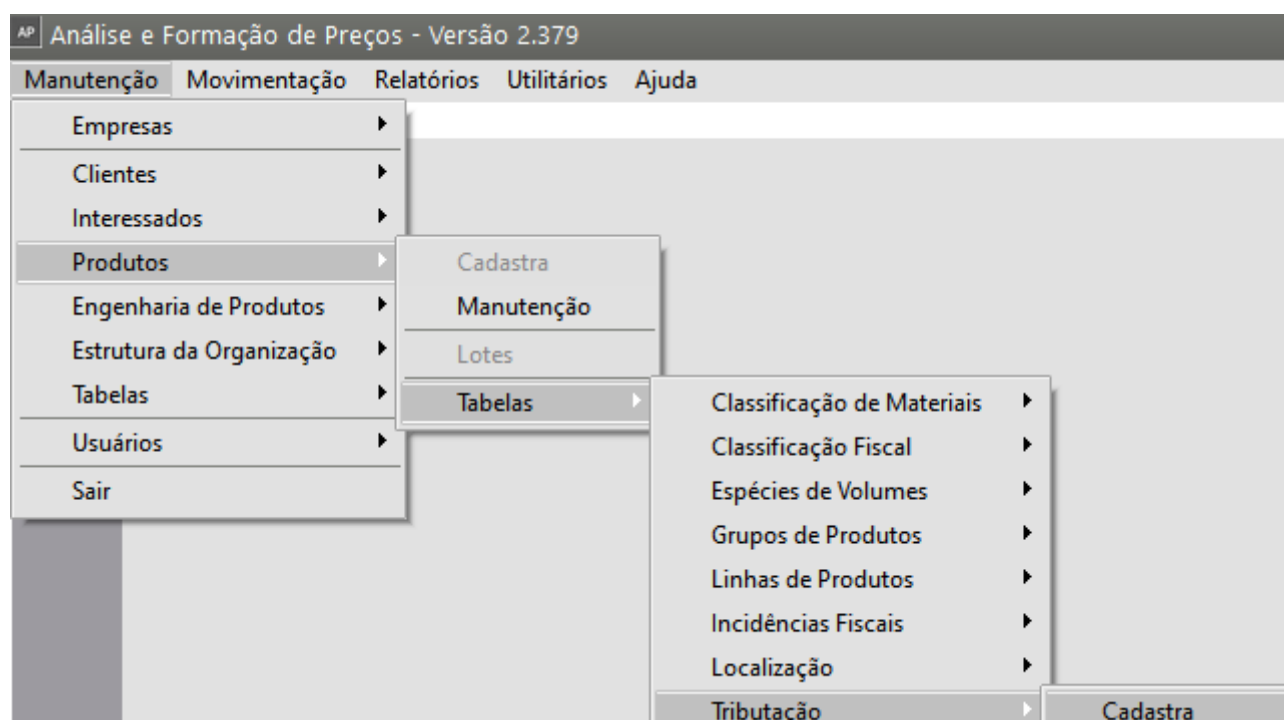 AP Análise e Formação de Preços - Versão 2.379
Manutenção Movimentação Relatórios Utilitários Ajuda
Empresas
Clientes
Interessados
Produtos
Engenharia de Produtos
Estrutura da Organização
Tabelas
Usuários
Sair
Cadastra
Manutenção
Lotes
Tabelas
Classificação de Materiais
Classificação Fiscal
Espécies de Volumes
Grupos de Produtos
Linhas de Produtos
Incidências Fiscais
Localização
Tributação
Cadastra